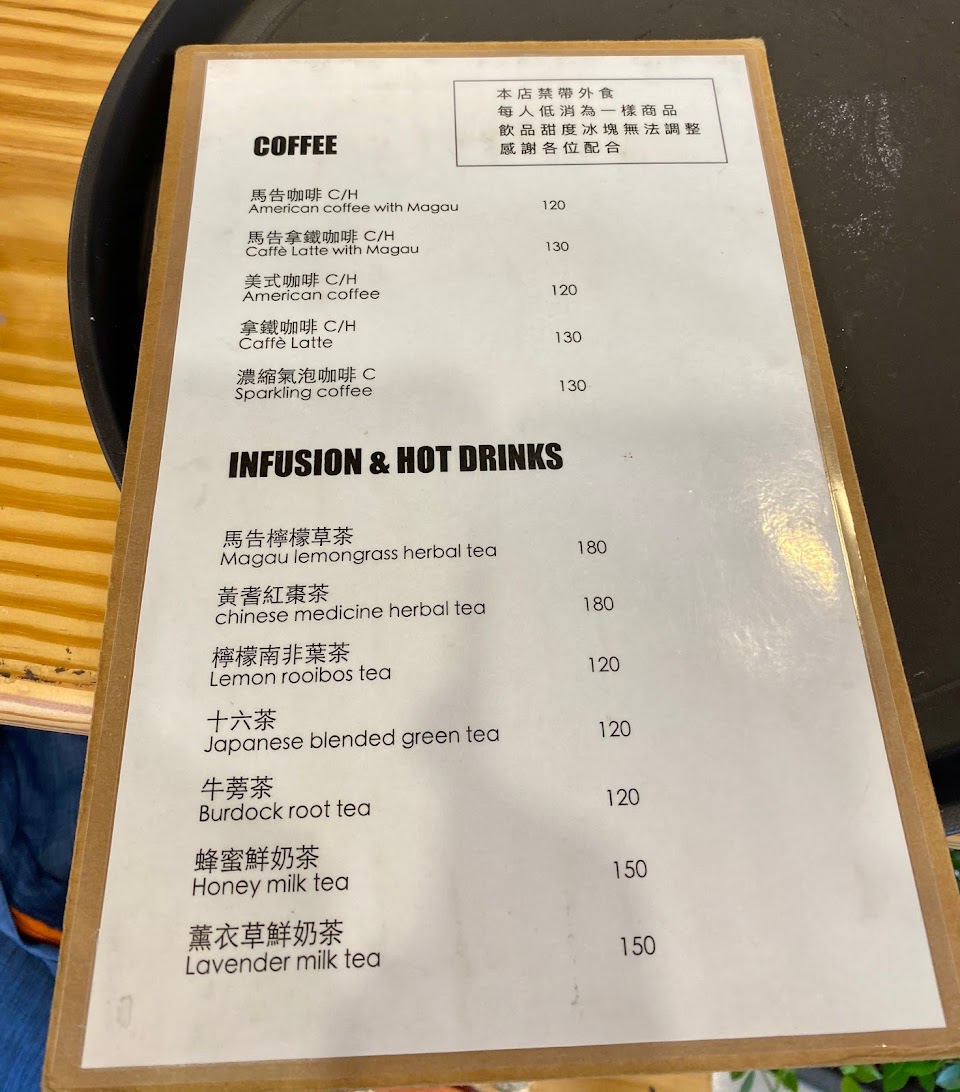 本店禁帶外食
每人低消為一樣商品
飲品甜度冰塊無法調整
感謝各位配合
COFFEE
馬告咖啡 C/H
American coffee with Magau 120
馬告拿鐵咖啡 C/H
Caffè Latte with Magau 130
美式咖啡 C/H
American coffee 120
拿鐵咖啡 C/H
Caffè Latte 130
濃縮氣泡咖啡 C
Sparkling coffee 130
INFUSION & HOT DRINKS
馬告檸檬草茶
Magau lemongrass herbal tea 180
黃耆紅棗茶
chinese medicine herbal tea 180
檸檬南非葉茶
Lemon rooibos tea 120
十六茶
Japanese blended green tea 120
牛蒡茶
Burdock root tea 120
蜂蜜鮮奶茶
Honey milk tea 150
薰衣草鮮奶茶
Lavender milk tea 150